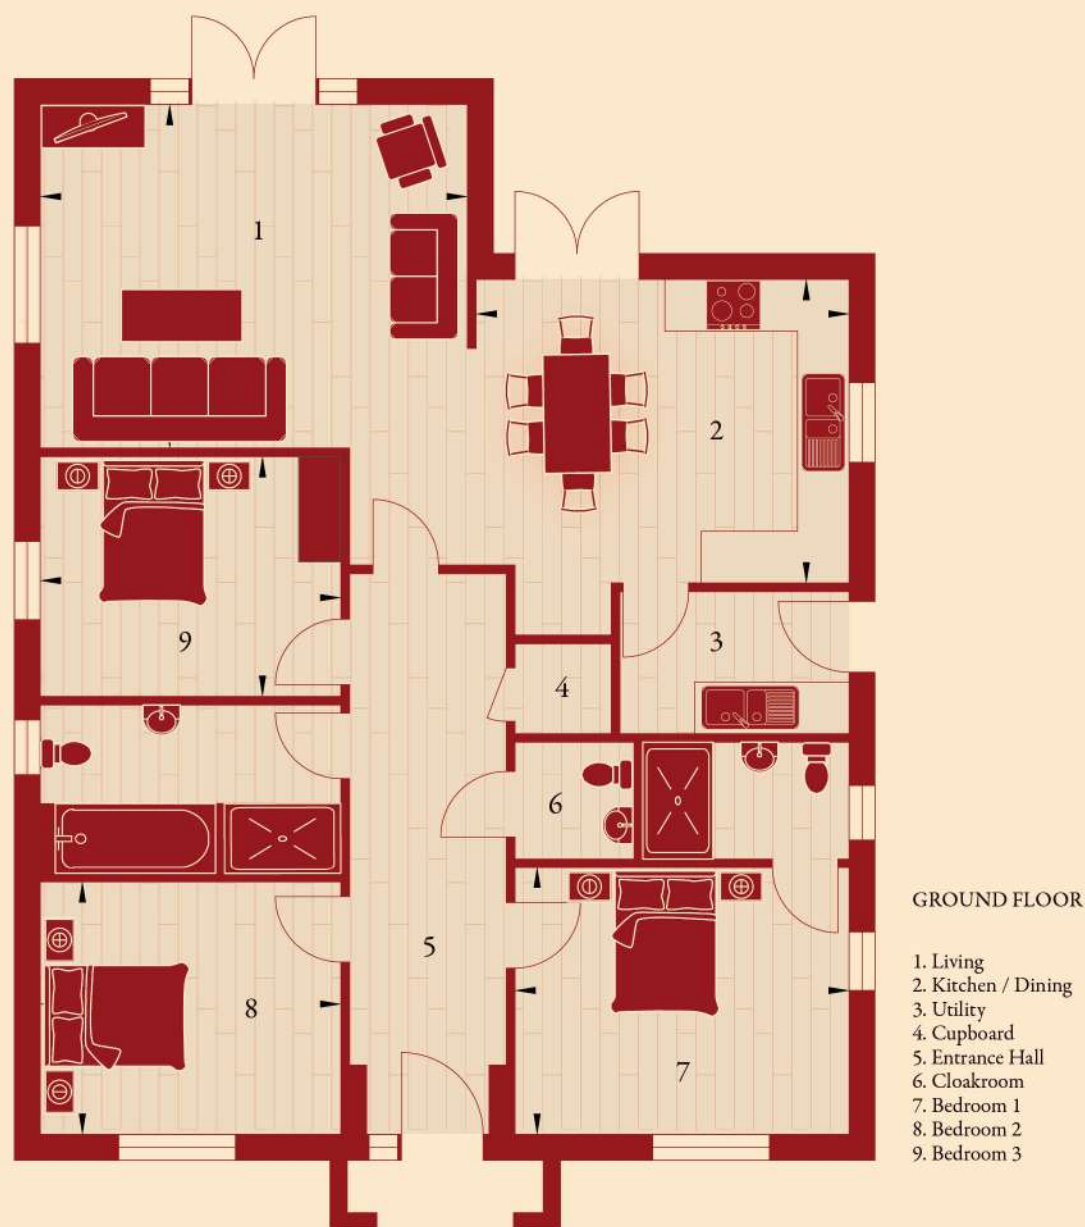 1
2
9
3
4
6
5
8
7
GROUND FLOOR
1. Living
2. Kitchen / Dining
3. Utility
4. Cupboard
5. Entrance Hall
6. Cloakroom
7. Bedroom 1
8. Bedroom 2
9. Bedroom 3